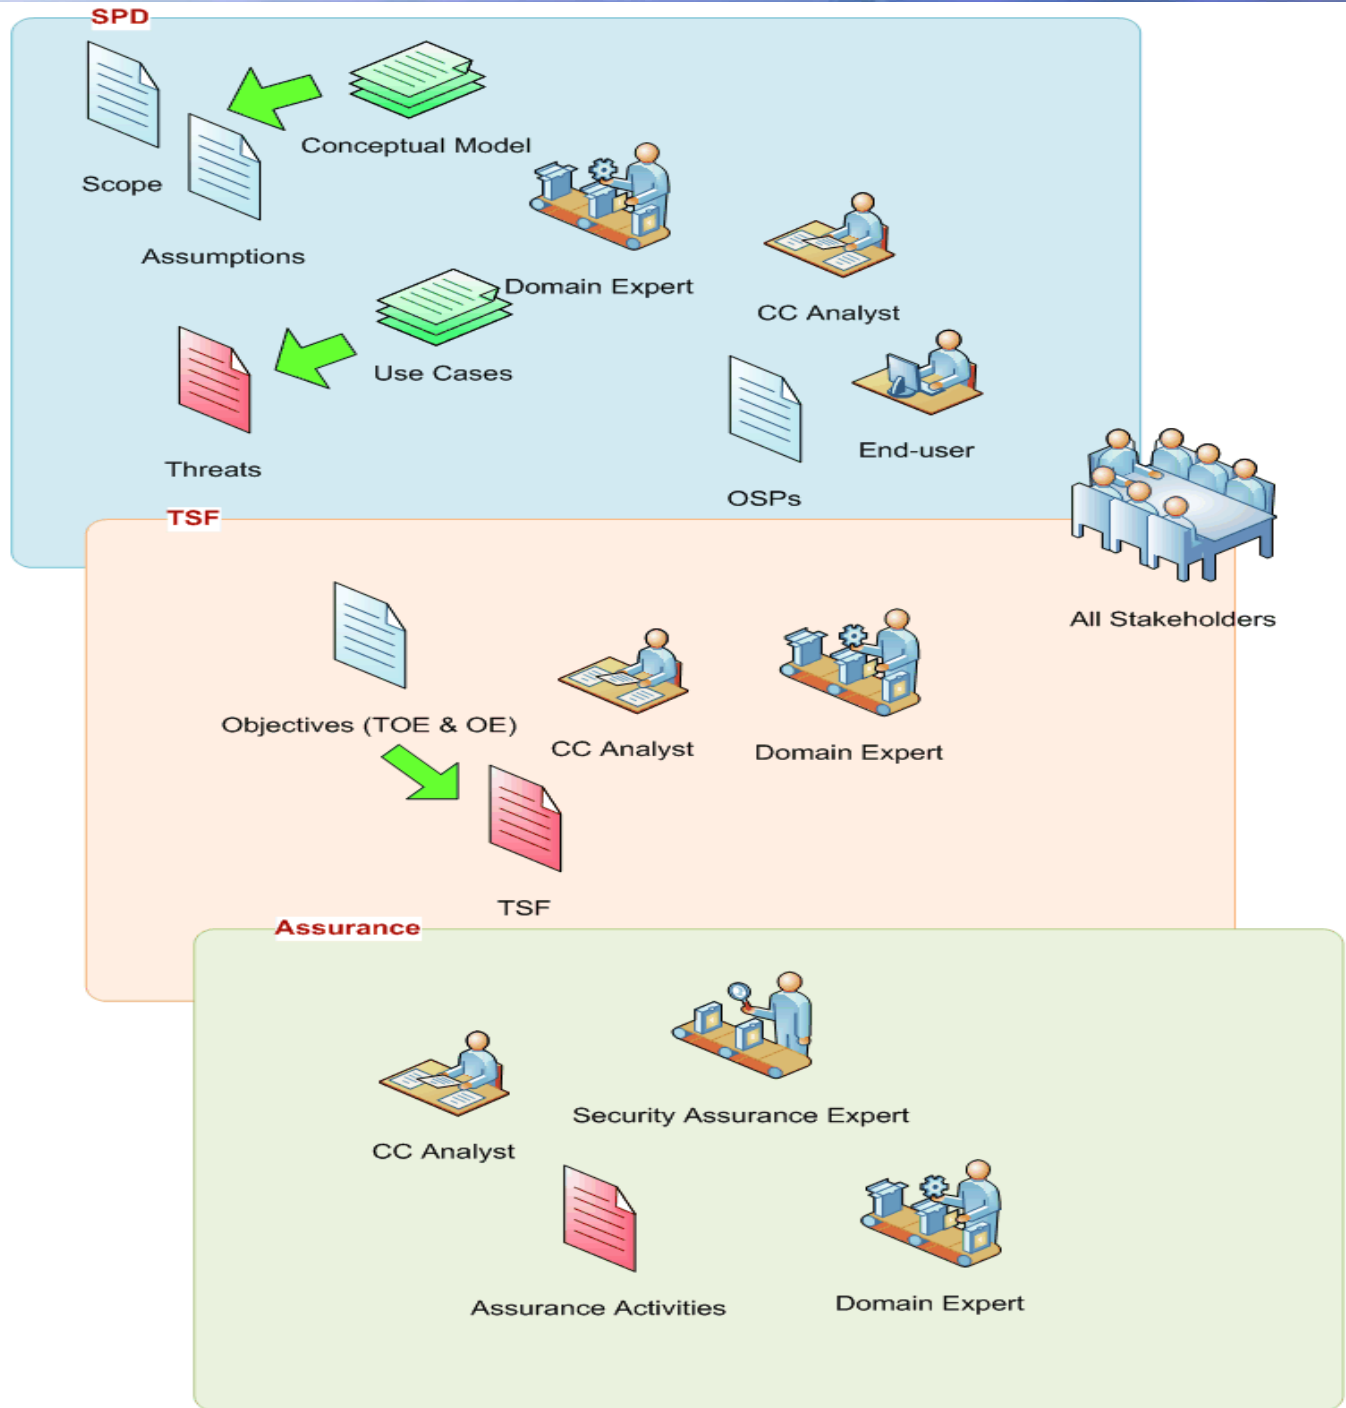 SPD
Conceptual Model
Scope
Assumptions
Domain Expert
CC Analyst
Use Cases
End-user
Threats
OSPs
TSF
All Stakeholders
Objectives (TOE & OE)
CC Analyst
Domain Expert
TSF
Assurance
Security Assurance Expert
CC Analyst
Assurance Activities
Domain Expert